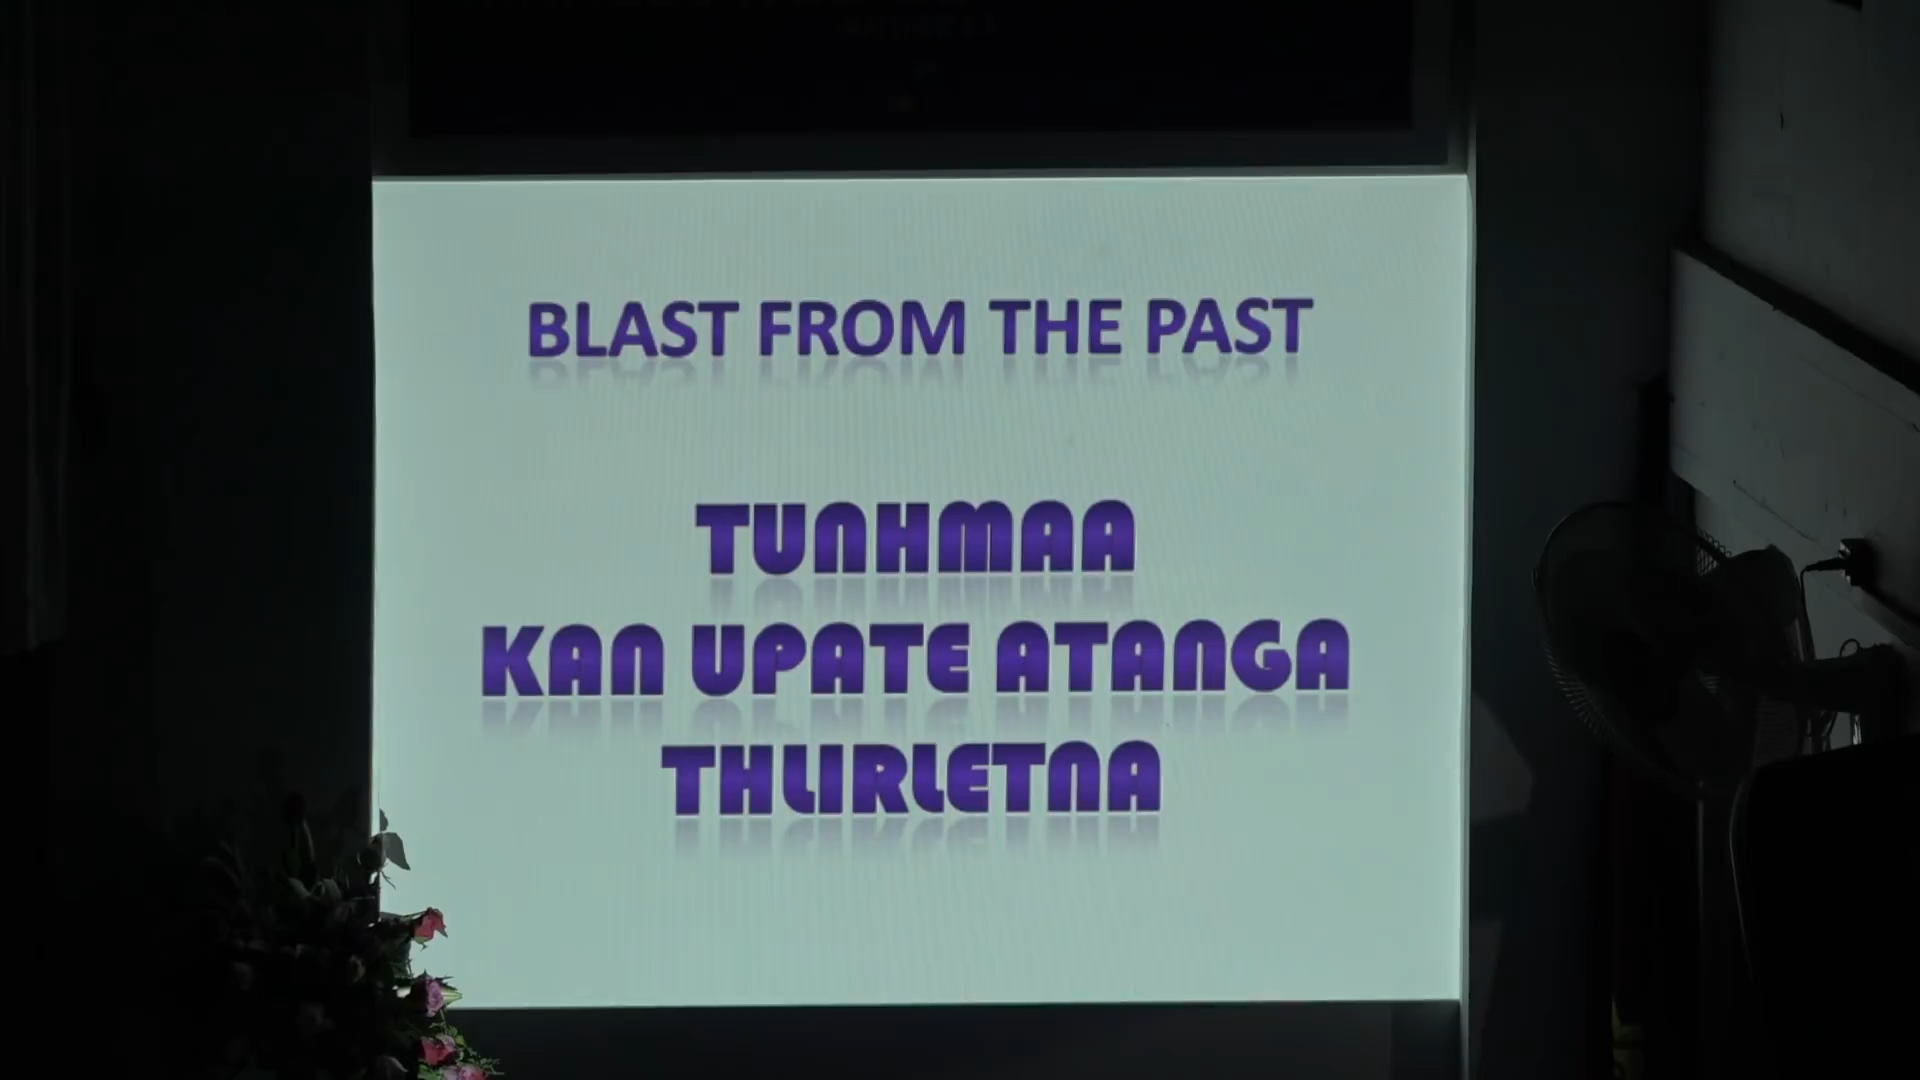 BLAST FROM THE PAST
TUNHMAA
KAN UPATE ATANGA
THLIRLETNA